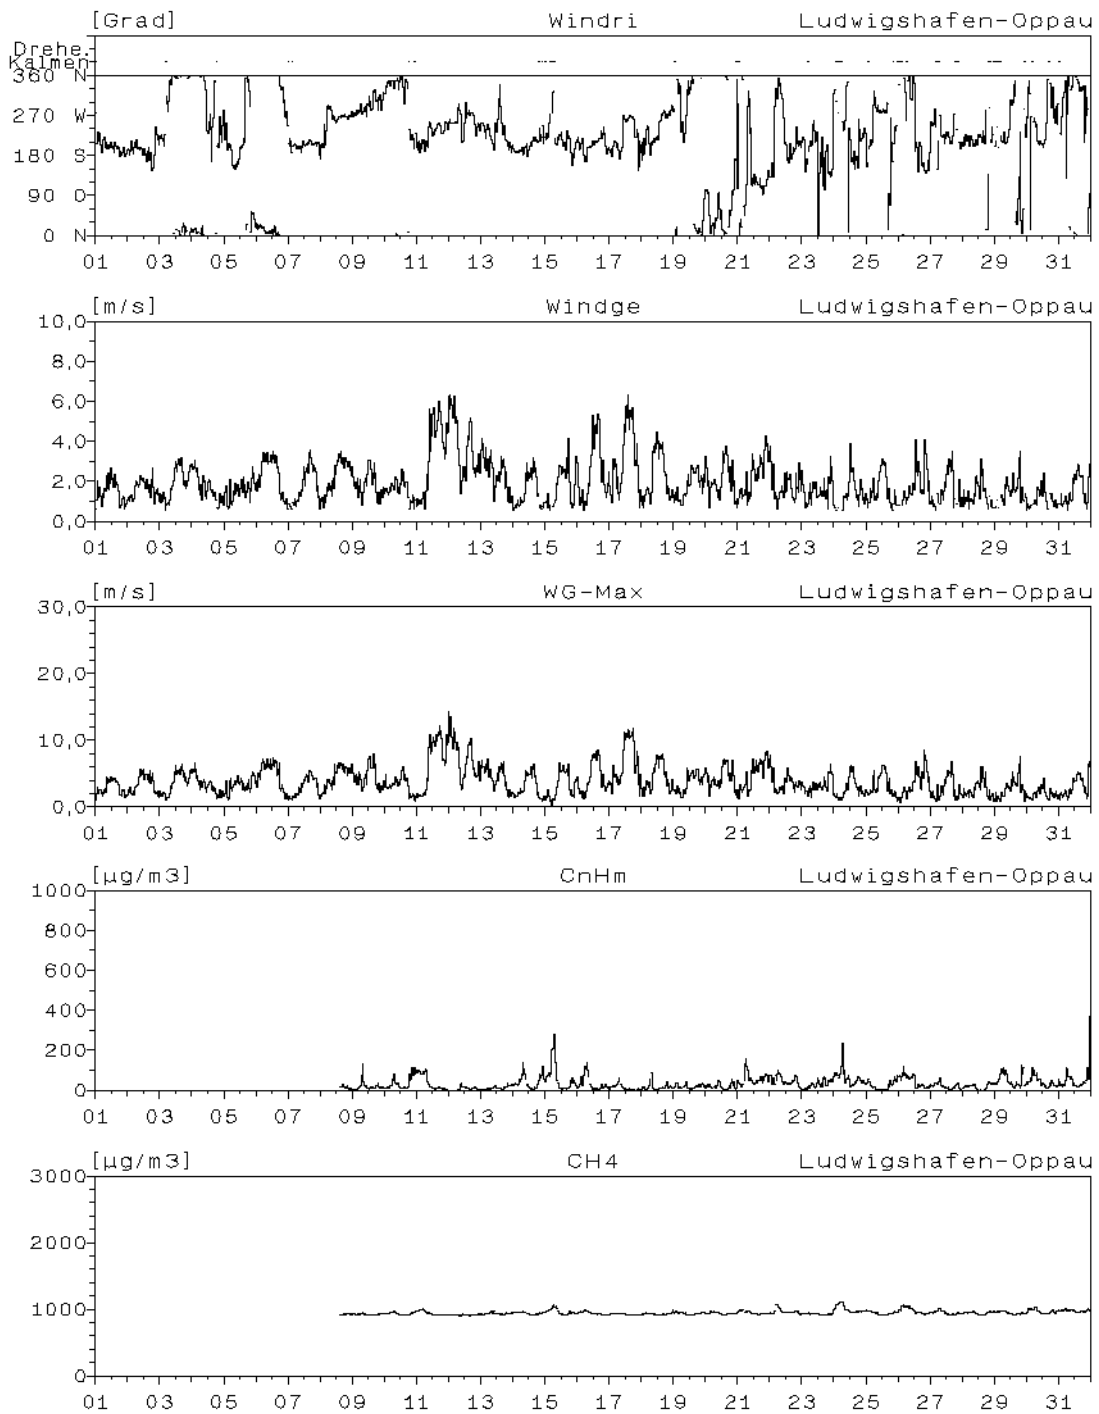 [Grad] Windri Ludwigshafen-Oppau
Drehe.
Kalmen
360 N
270 W
180 S
90 O
0 N
01 03 05 07 09 11 13 15 17 19 21 23 25 27 29 31
[m/s] Windge Ludwigshafen-Oppau
10,0
8,0
6,0
4,0
2,0
0,0
01 03 05 07 09 11 13 15 17 19 21 23 25 27 29 31
[m/s] WG-Max Ludwigshafen-Oppau
30,0
20,0
10,0
0,0
01 03 05 07 09 11 13 15 17 19 21 23 25 27 29 31
[µg/m3] CnHm Ludwigshafen-Oppau
1000
800
600
400
200
0
01 03 05 07 09 11 13 15 17 19 21 23 25 27 29 31
[µg/m3] CH4 Ludwigshafen-Oppau
3000
2000
1000
0
01 03 05 07 09 11 13 15 17 19 21 23 25 27 29 31